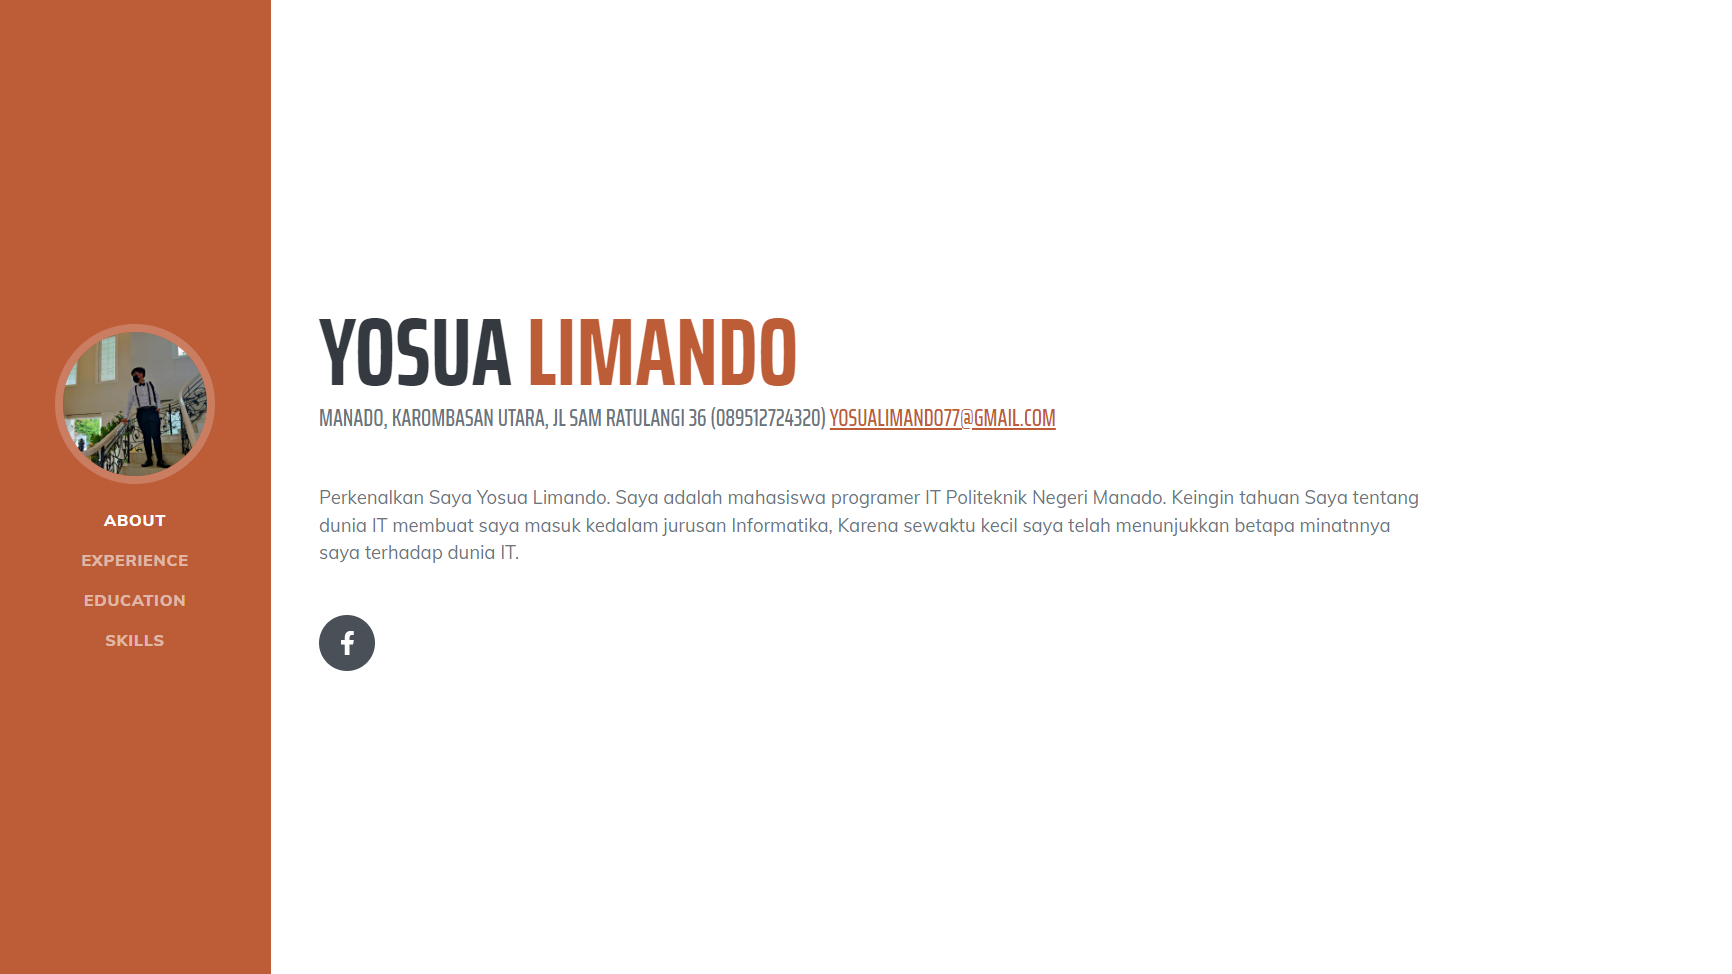 ABOUT
EXPERIENCE
EDUCATION
SKILLS
YOSUA LIMANDO
MANADO, KAROMBASAN UTARA, JL SAM RATULANGI 36 (089512724320) YOSUALIMANDO77@GMAIL.COM
Perkenalkan Saya Yosua Limando. Saya adalah mahasiswa programer IT Politeknik Negeri Manado. Keingin tahuan Saya tentang
dunia IT membuat saya masuk kedalam jurusan Informatika, Karena sewaktu kecil saya telah menunjukkan betapa minatnnya
saya terhadap dunia IT.